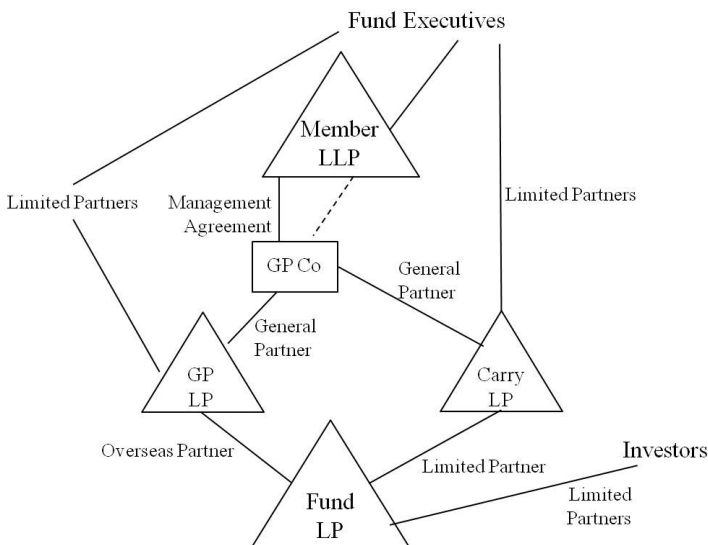 Fund Executives
Member
LLP
Limited Partners
Management
Agreement
Limited Partners
GP Co
General
Partner
General
Partner
GP
LP
Carry
LP
Overseas Partner
Limited Partner
Investors
Fund
LP
Limited
Partners